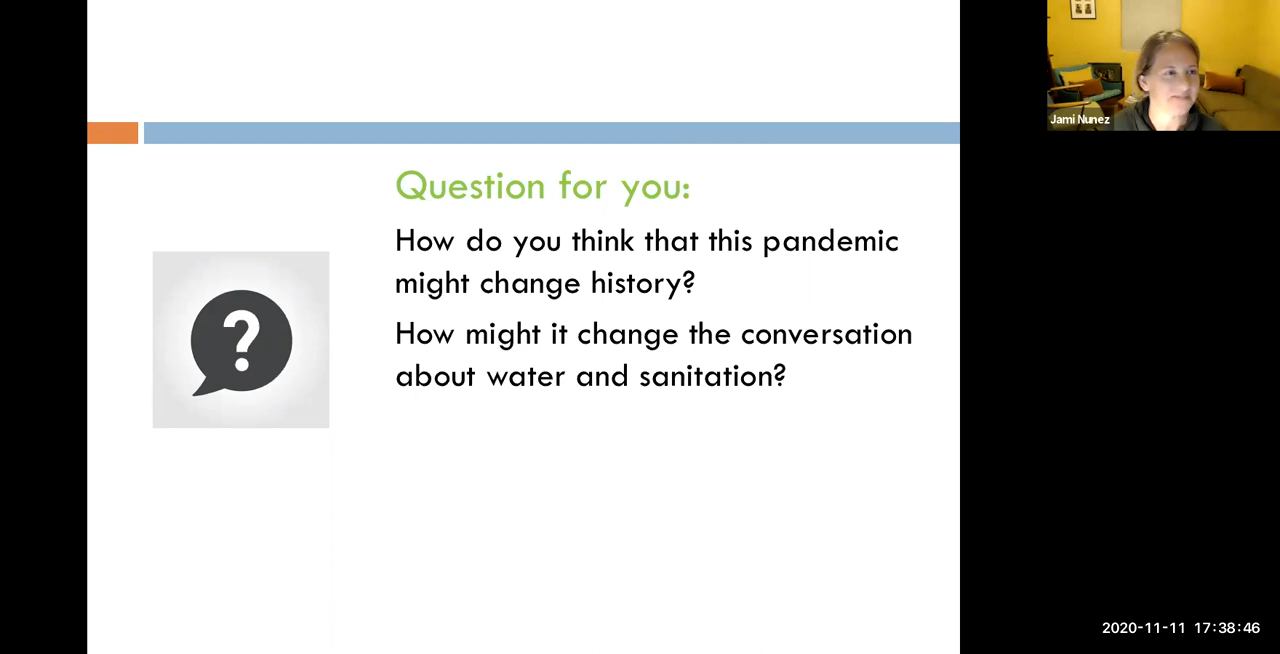 Question for you:
How do you think that this pandemic
might change history?
How might it change the conversation
about water and sanitation?
?
Jami Nunez
2020-11-11 17:38:46